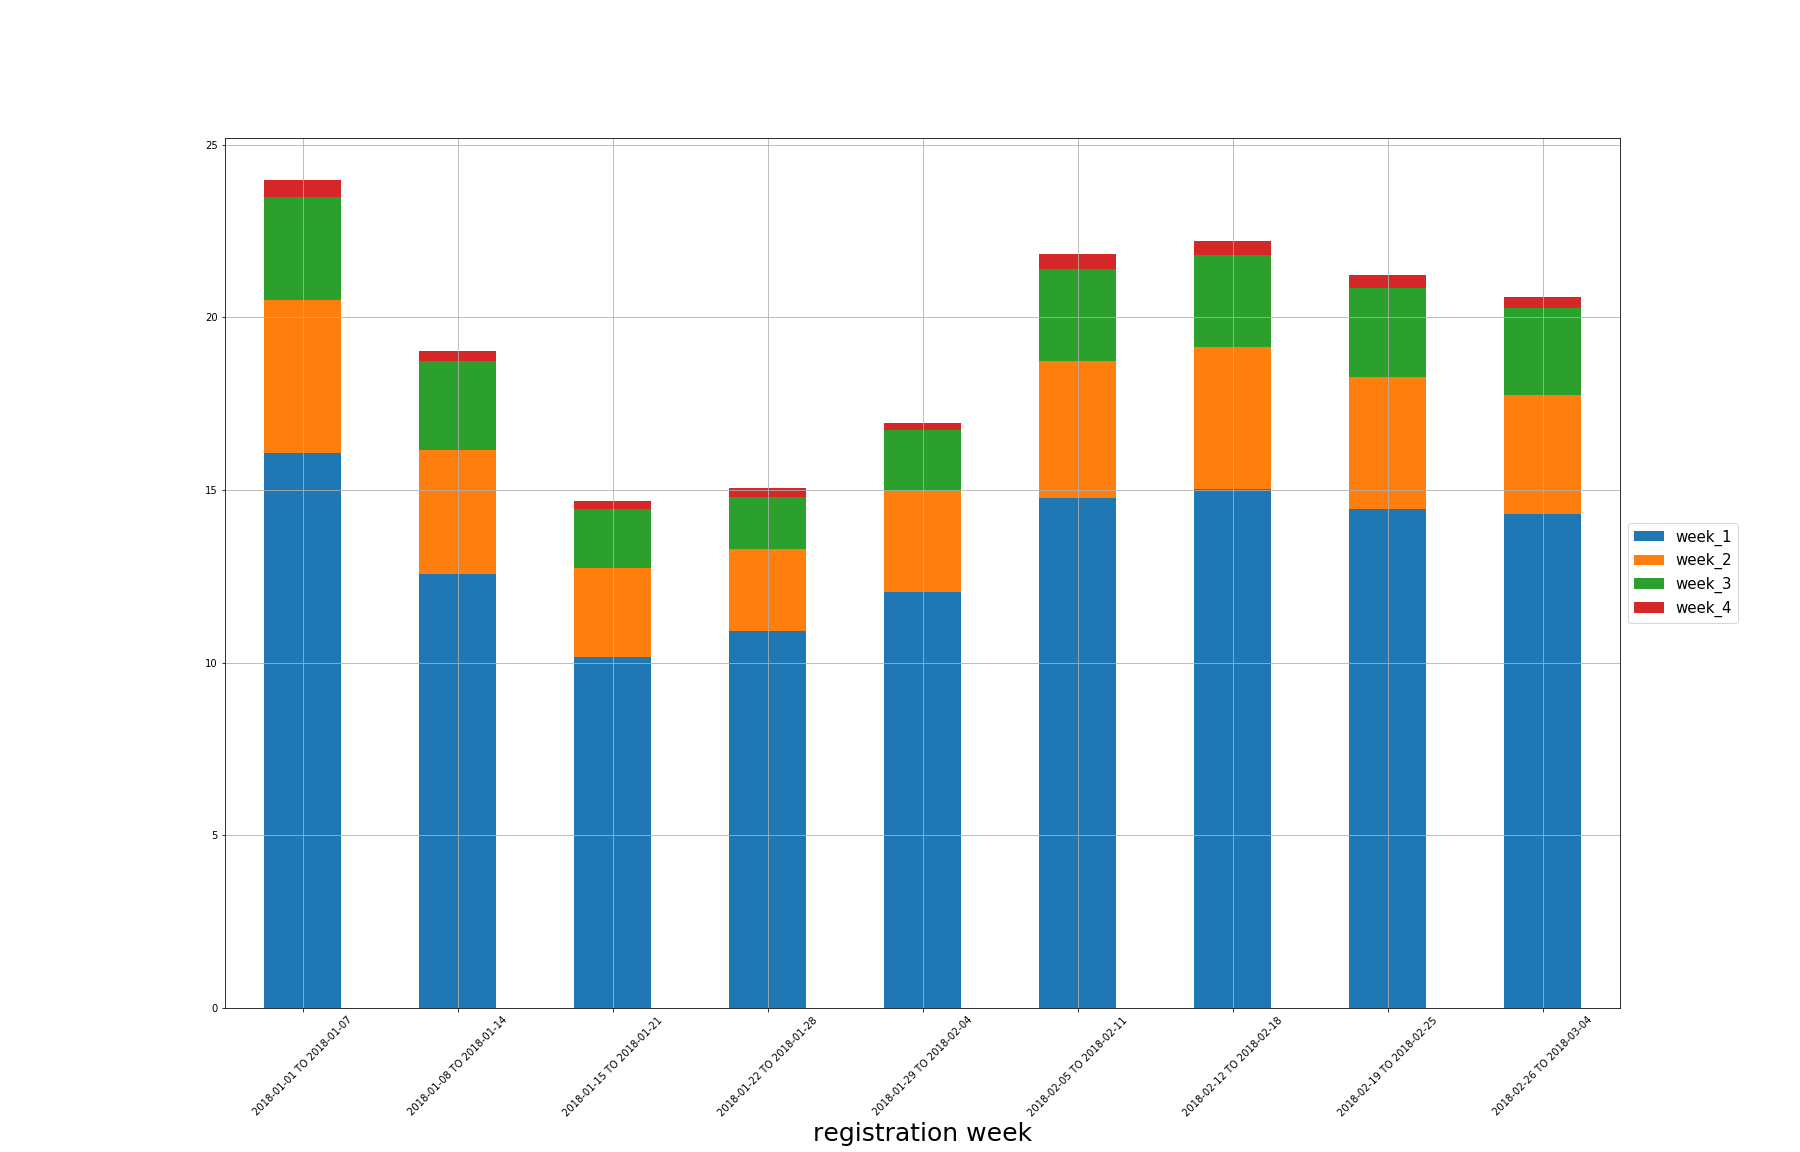 25
20
15
10
5
0
week_1
week_2
week_3
week_4
2018-01-01 TO 2018-01-07
2018-01-08 TO 2018-01-14
2018-01-15 TO 2018-01-21
2018-01-22 TO 2018-01-28
2018-01-29 TO 2018-02-04
2018-02-05 TO 2018-02-11
2018-02-12 TO 2018-02-18
2018-02-19 TO 2018-02-25
2018-02-26 TO 2018-03-04
registration week